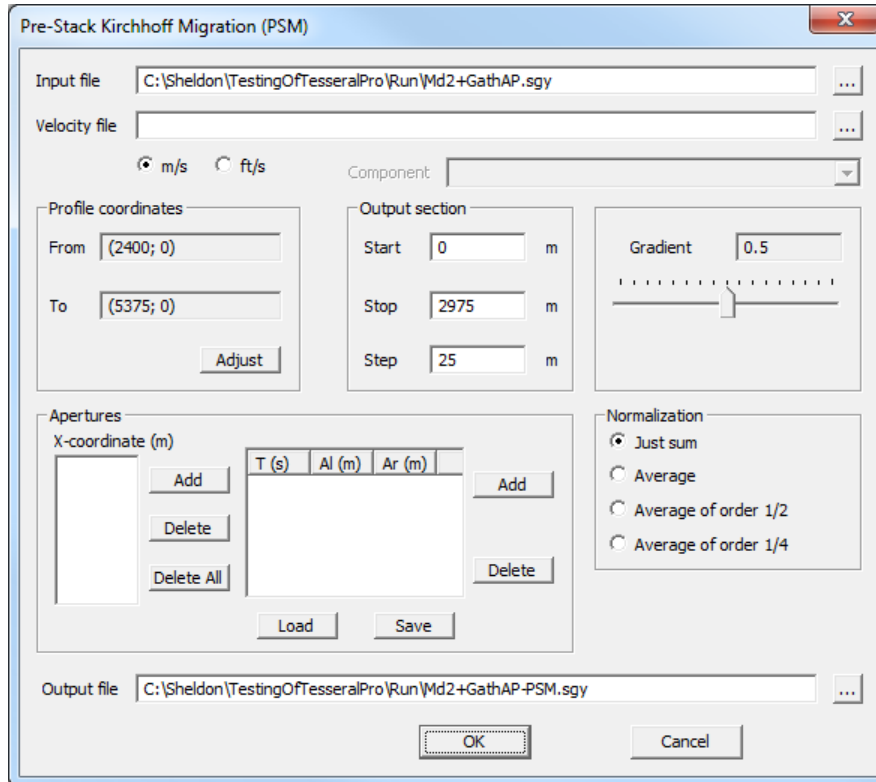 Pre-Stack Kirchhoff Migration (PSM)
Input file C:\Sheldon\TestingOfTesseralPro\Run\Md2+GathAP.sgy ...
Velocity file ...
m/s ft/s Component
Profile coordinates
From (2400; 0)
To (5375; 0)
Adjust
Output section
Start 0 m
Stop 2975 m
Step 25 m
Gradient 0.5
Apertures
X-coordinate (m)
Add
Delete
Delete All
T (s) Al (m) Ar (m)
Add
Delete
Load Save
Normalization
Just sum
Average
Average of order 1/2
Average of order 1/4
Output file C:\Sheldon\TestingOfTesseralPro\Run\Md2+GathAP-PSM.sgy ...
OK Cancel